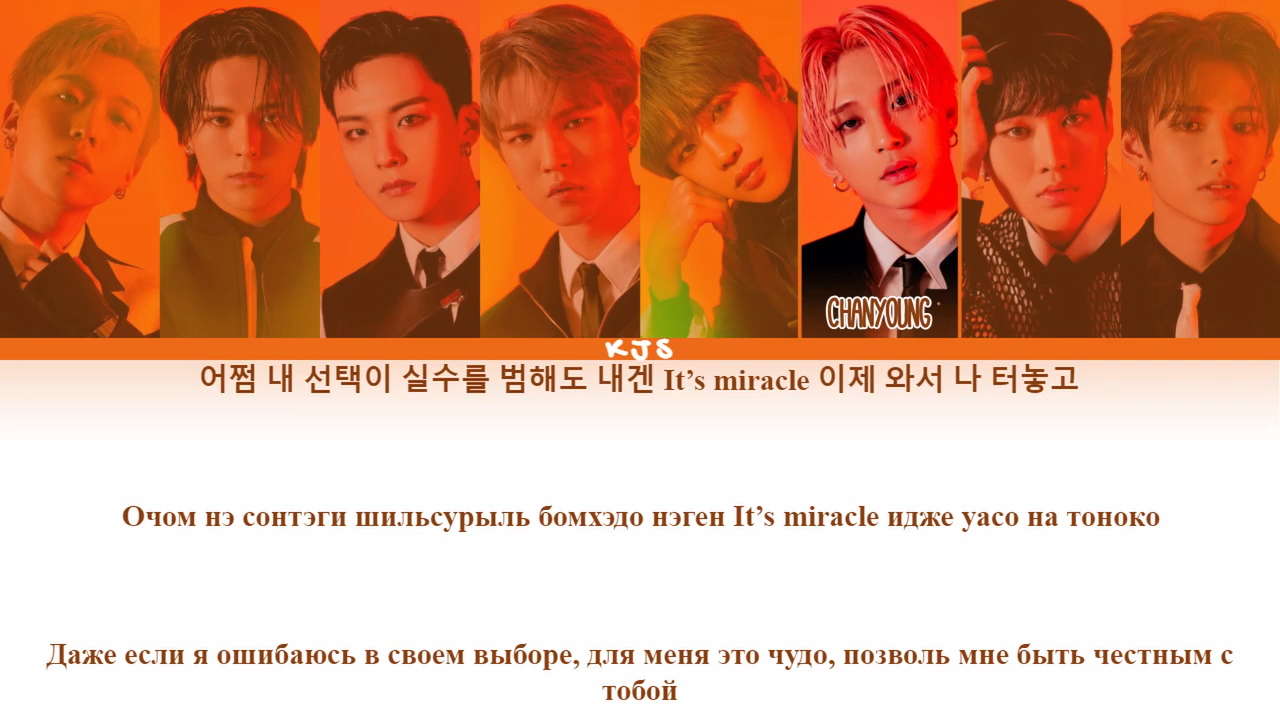 CHANYOUNG
KJS
어쩜 내 선택이 실수를 범해도 내겐 It’s miracle 이제 와서 나 터놓고
Очом нэ сонтэги шильсурыль бомхэдо нэген It’s miracle идже уасо на тоноко
Даже если я ошибаюсь в своем выборе, для меня это чудо, позволь мне быть честным с
тобой